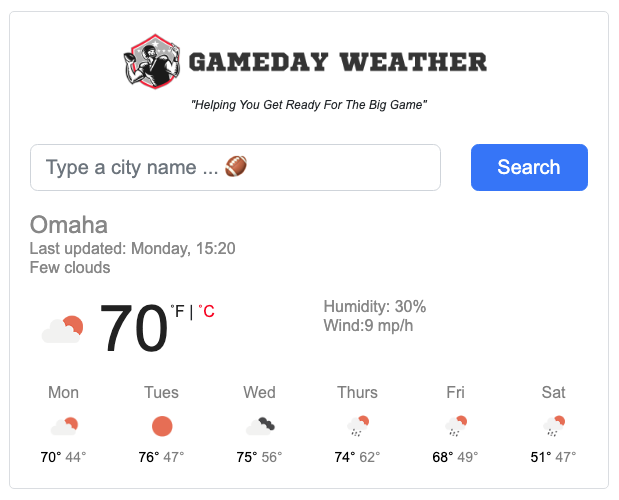 GAMEDAY WEATHER
"Helping You Get Ready For The Big Game"
Type a city name ... 🏈 Search
Omaha
Last updated: Monday, 15:20
Few clouds
70 °F | °C
Humidity: 30%
Wind:9 mp/h
Mon Tues Wed Thurs Fri Sat
70° 44° 76° 47° 75° 56° 74° 62° 68° 49° 51° 47°